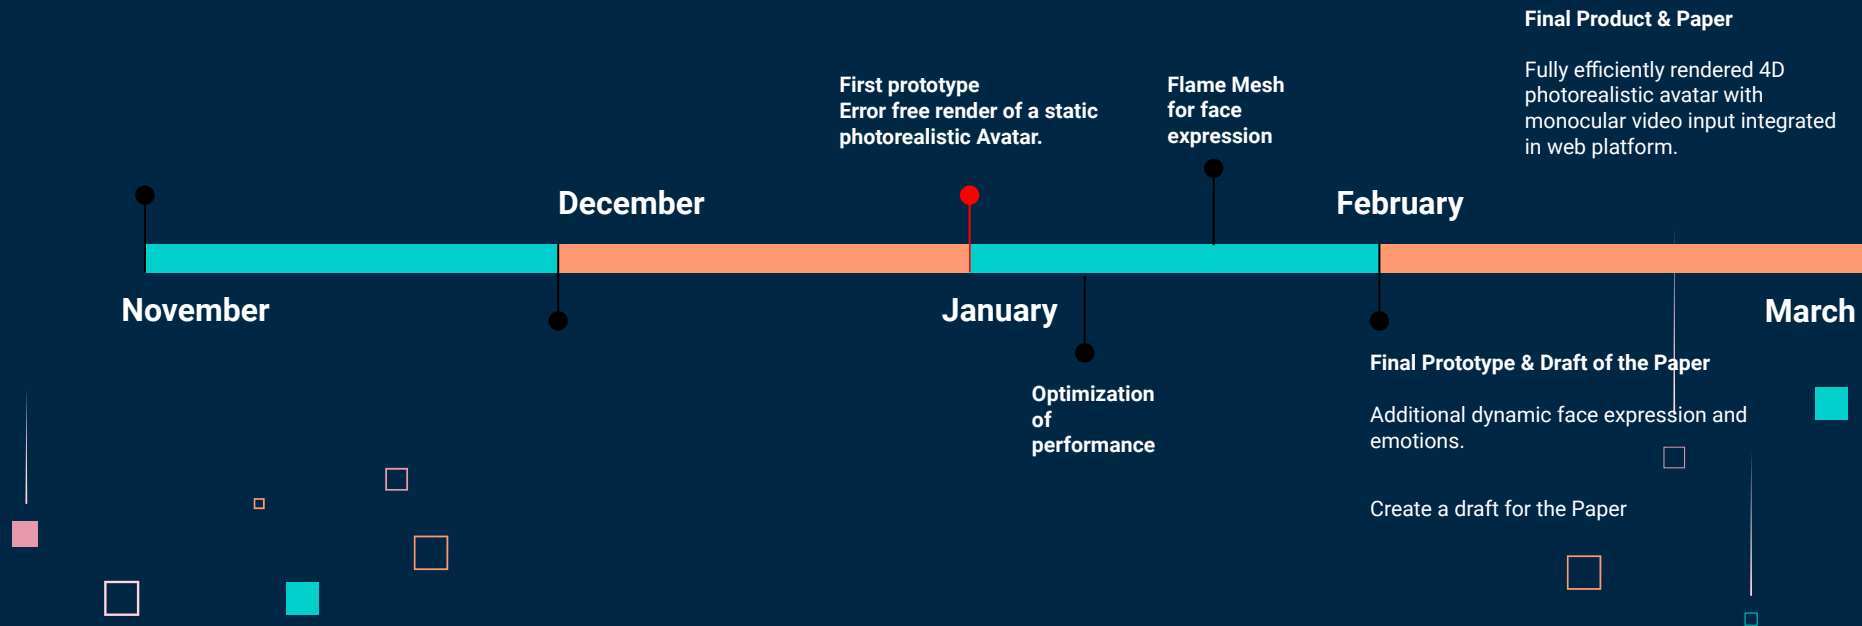 Final Product & Paper
Fully efficiently rendered 4D
photorealistic avatar with
monocular video input integrated
in web platform.
First prototype
Error free render of a static
photorealistic Avatar.
Flame Mesh
for face
expression
December
February
November
January
March
Optimization
of
performance
Final Prototype & Draft of the Paper
Additional dynamic face expression and
emotions.
Create a draft for the Paper